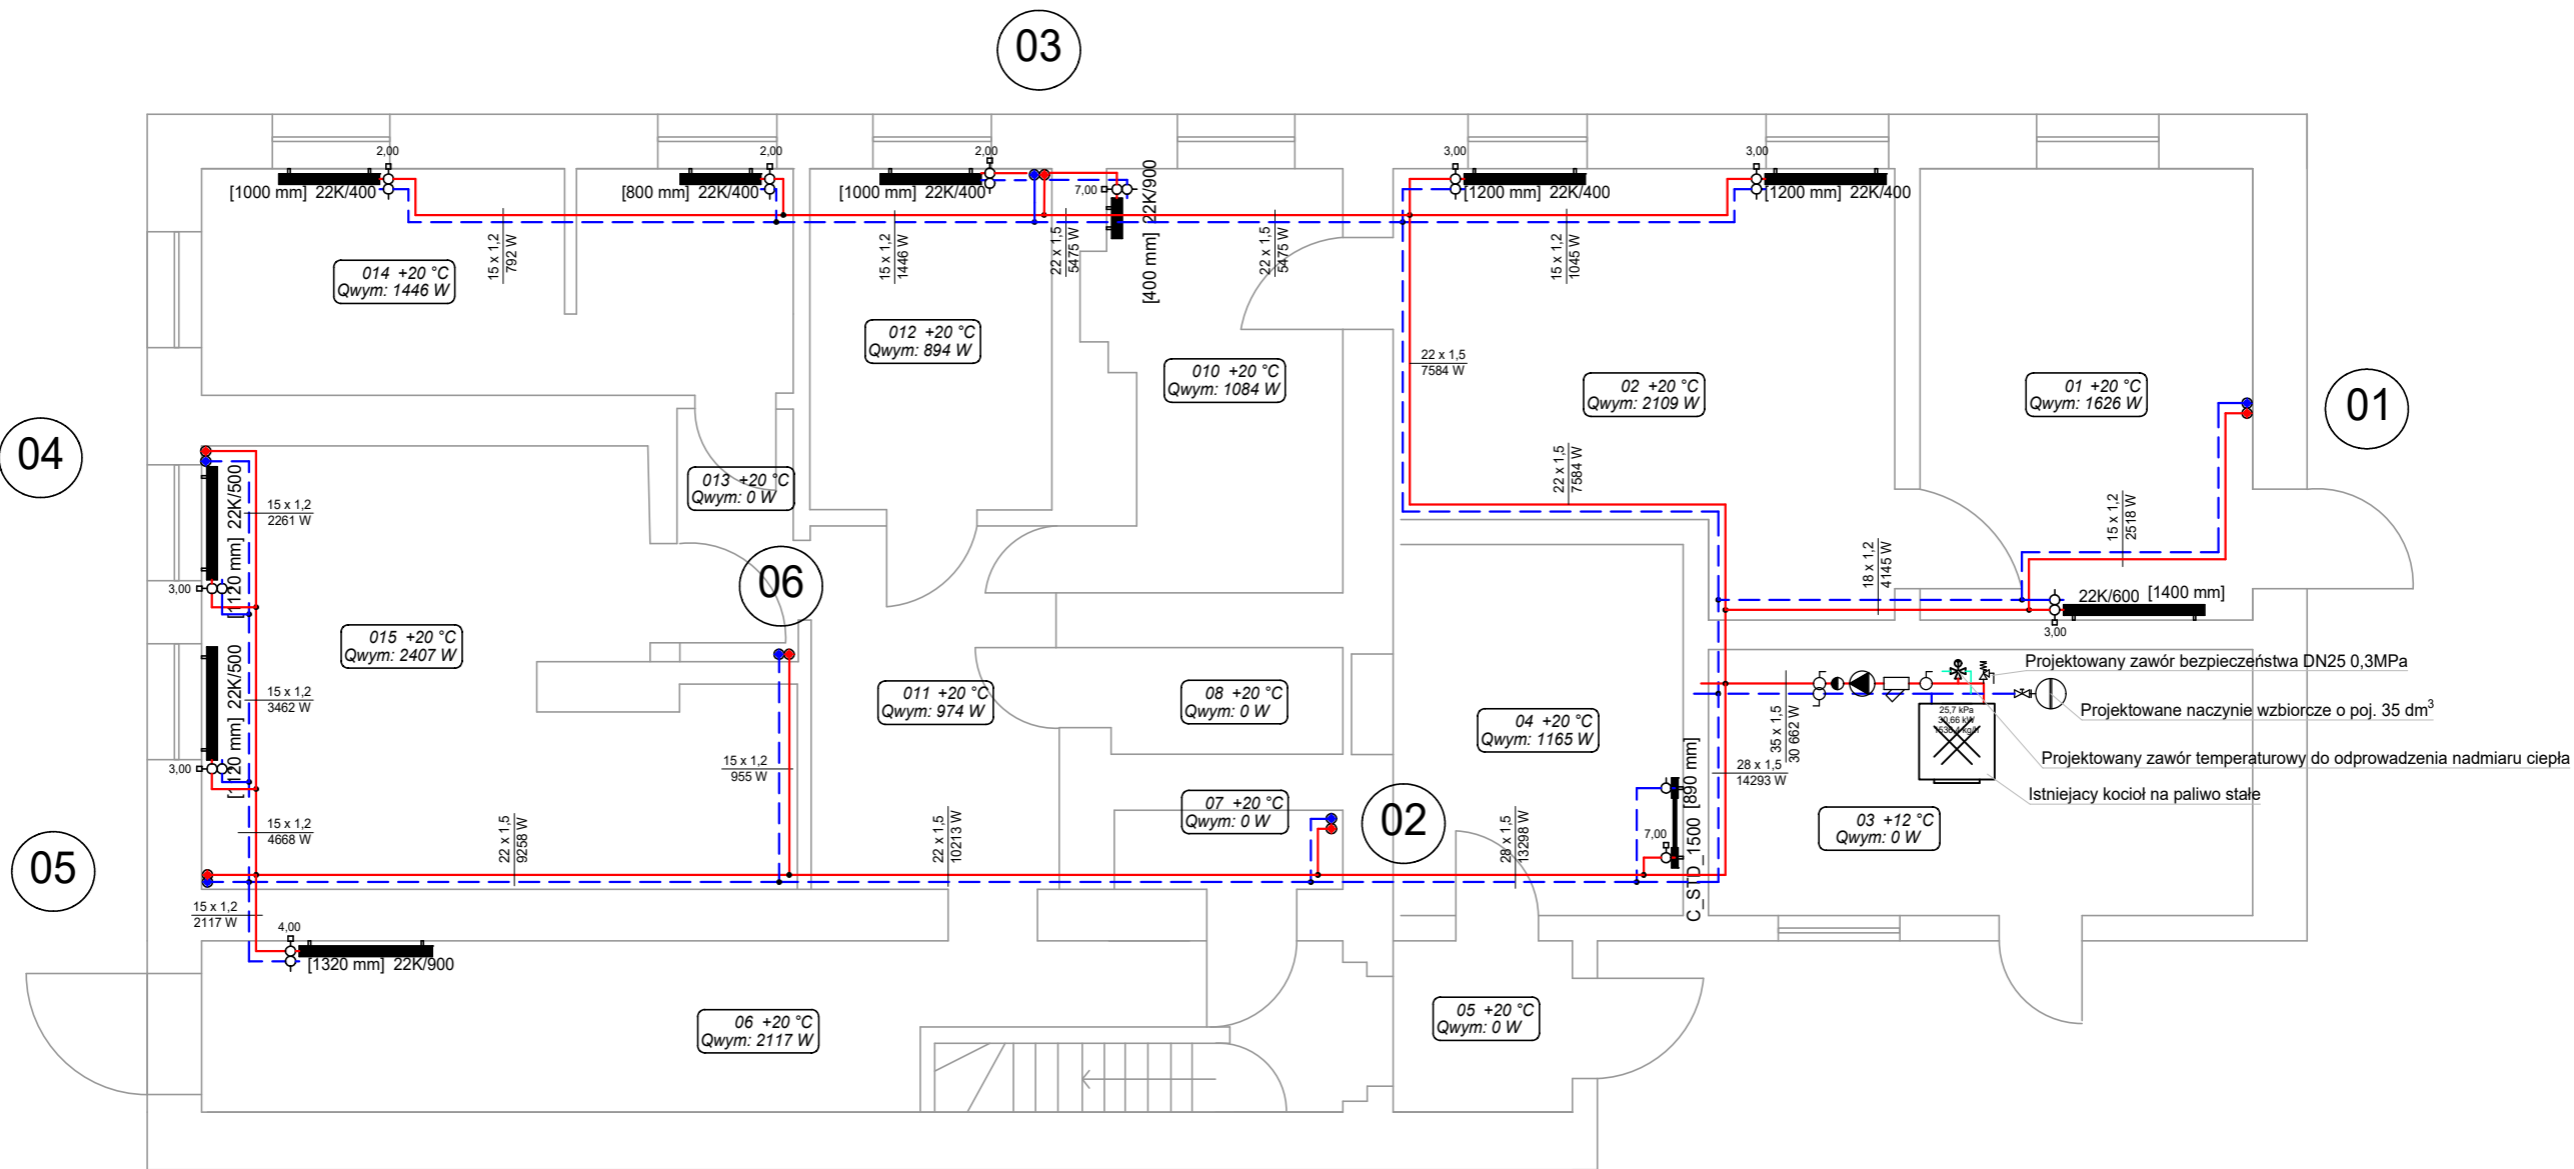 03
2,00
2,00
2,00
3,00
3,00
[1000 mm] 22K/400
[800 mm] 22K/400
[1000 mm] 22K/400
7,00
[400 mm] 22K/900
[1200 mm] 22K/400
[1200 mm] 22K/400
15 x 1,2
792 W
15 x 1,2
1446 W
22 x 1,5
5475 W
22 x 1,5
5475 W
15 x 1,2
1045 W
014 +20 °C
Qwym: 1446 W
012 +20 °C
Qwym: 894 W
010 +20 °C
Qwym: 1084 W
22 x 1,5
7584 W
02 +20 °C
Qwym: 2109 W
01 +20 °C
Qwym: 1626 W
01
04
013 +20 °C
Qwym: 0 W
22 x 1,5
7584 W
15 x 1,2
2518 W
18 x 1,2
4145 W
[1120 mm] 22K/500
15 x 1,2
2261 W
3,00
06
22K/600 [1400 mm]
3,00
015 +20 °C
Qwym: 2407 W
[1120 mm] 22K/500
15 x 1,2
3462 W
3,00
011 +20 °C
Qwym: 974 W
08 +20 °C
Qwym: 0 W
04 +20 °C
Qwym: 1165 W
35 x 1,5
30 662 W
Projektowany zawór bezpieczeństwa DN25 0,3MPa
Projektowane naczynie wzbiorcze o poj. 35 dm³
25,7 kPa
30,66 kW
Projektowany zawór temperaturowy do odprowadzenia nadmiaru ciepła
Istniejacy kocioł na paliwo stałe
15 x 1,2
955 W
28 x 1,5
14293 W
07 +20 °C
Qwym: 0 W
02
03 +12 °C
Qwym: 0 W
15 x 1,2
4668 W
22 x 1,5
9258 W
22 x 1,5
10213 W
28 x 1,5
13298 W
7,00
C_STD_1500 [890 mm]
05
15 x 1,2
2117 W
4,00
[1320 mm] 22K/900
06 +20 °C
Qwym: 2117 W
05 +20 °C
Qwym: 0 W